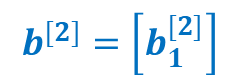 b^{[2]} = [b_1^{[2]}]